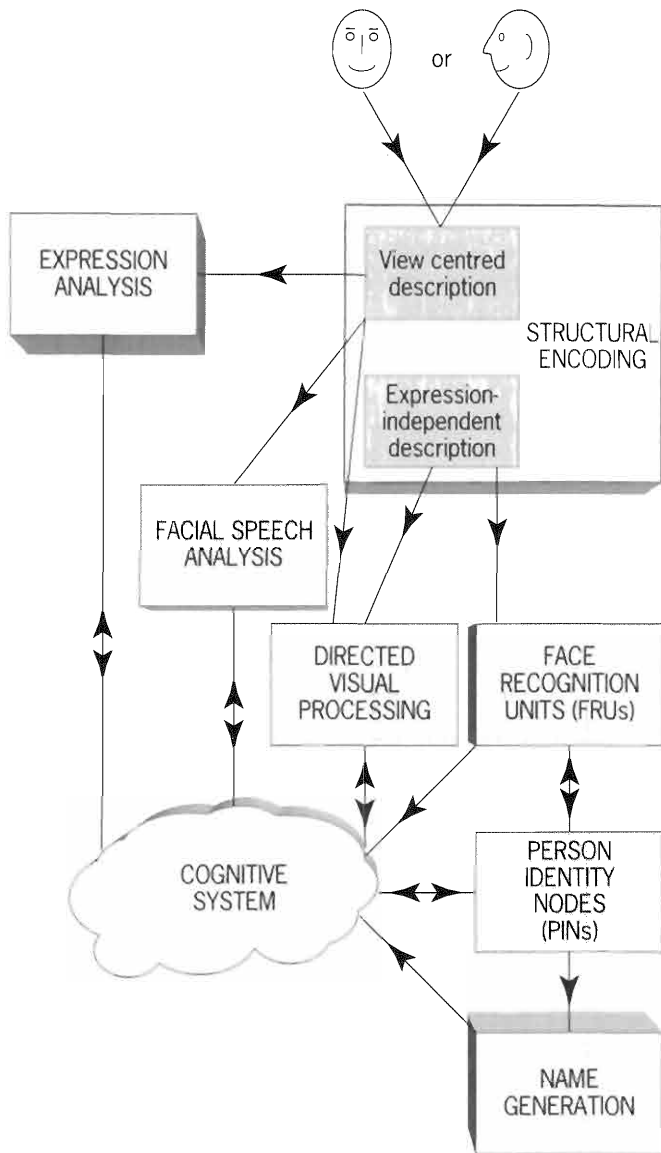 or
EXPRESSION
ANALYSIS
View centred
description
STRUCTURAL
ENCODING
Expression-
independent
description
FACIAL SPEECH
ANALYSIS
DIRECTED
VISUAL
PROCESSING
FACE
RECOGNITION
UNITS (FRUs)
COGNITIVE
SYSTEM
PERSON
IDENTITY
NODES
(PINs)
NAME
GENERATION